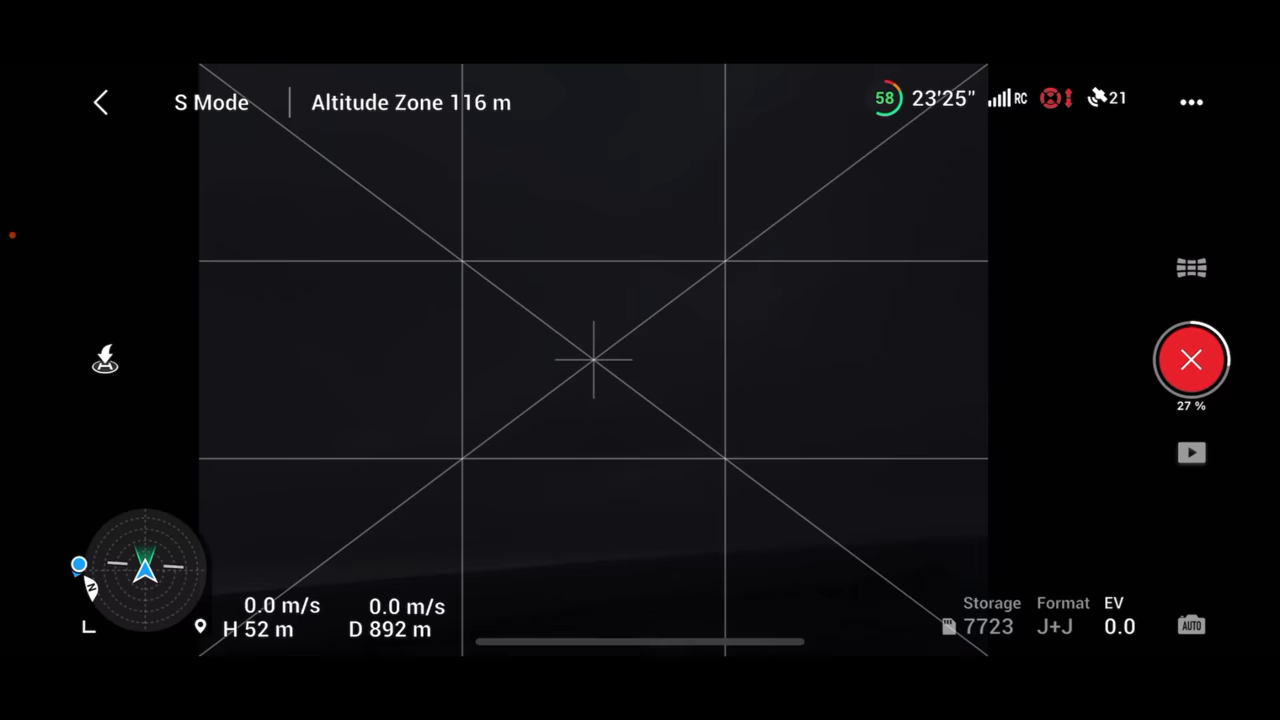 S Mode
Altitude Zone 116 m
58
23'25"
RC
21
27 %
N
0.0 m/s
0.0 m/s
H 52 m
D 892 m
Storage
Format
EV
7723
J+J
0.0
AUTO